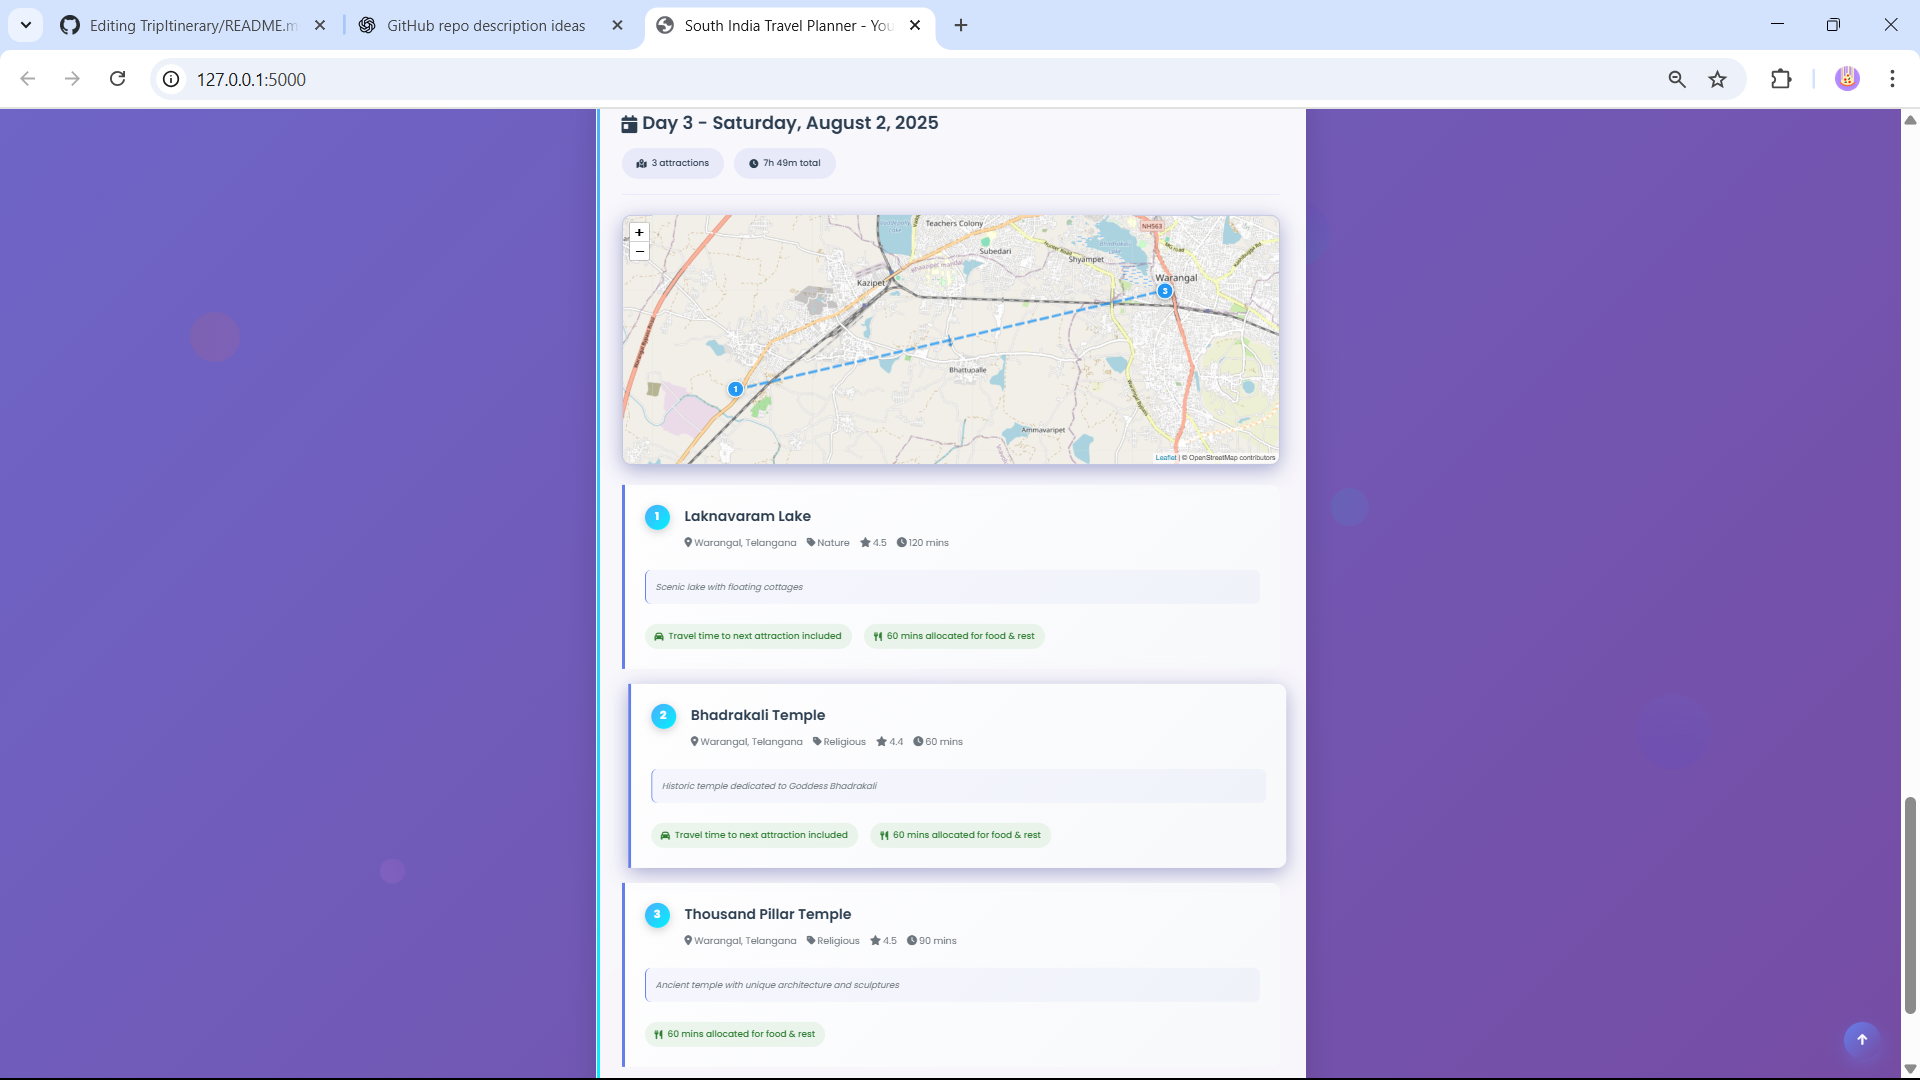 Editing TripItinerary/README.m
GitHub repo description ideas
South India Travel Planner - You
127.0.0.1:5000
Day 3 - Saturday, August 2, 2025
3 attractions
7h 49m total
+
−
Teachers Colony
NH563
Subedari
Hunter Road
Shyampet
Kazipet
Warangal
3
1
Bhattupalle
Ammavaripet
Leaflet | © OpenStreetMap contributors
1
Laknavaram Lake
Warangal, Telangana Nature 4.5 120 mins
Scenic lake with floating cottages
Travel time to next attraction included
60 mins allocated for food & rest
2
Bhadrakali Temple
Warangal, Telangana Religious 4.4 60 mins
Historic temple dedicated to Goddess Bhadrakali
Travel time to next attraction included
60 mins allocated for food & rest
3
Thousand Pillar Temple
Warangal, Telangana Religious 4.5 90 mins
Ancient temple with unique architecture and sculptures
60 mins allocated for food & rest